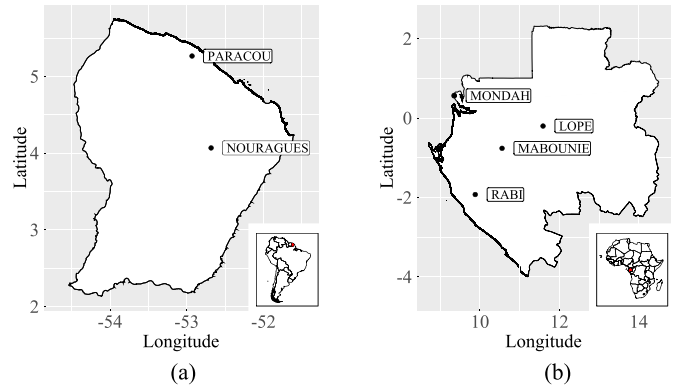 PARACOU
5
NOURAGUES
4
Latitude
3
2
-54 -53 -52
Longitude
(a)
2
MONDAH
0
LOPE
MABOUNIE
Latitude
-2
RABI
-4
10 12 14
Longitude
(b)